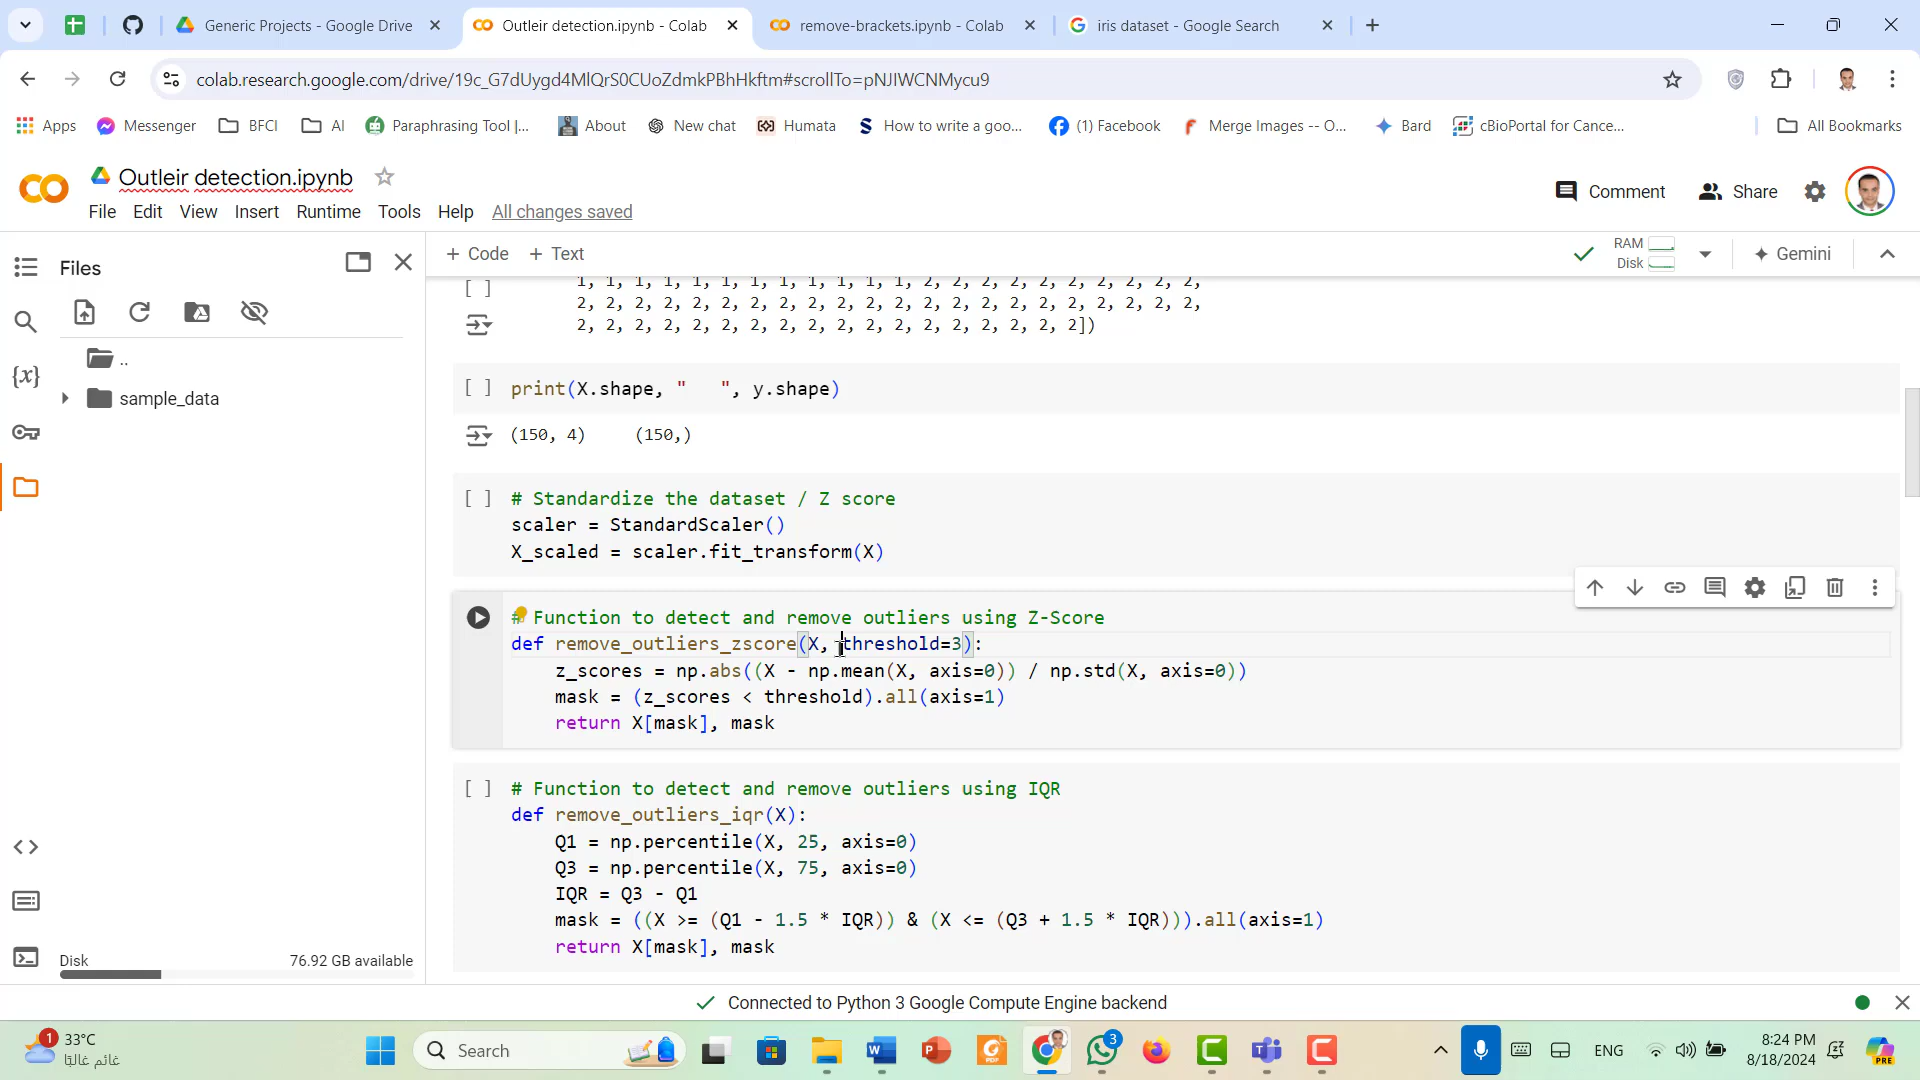 Generic Projects - Google Drive
Outleir detection.ipynb - Colab
remove-brackets.ipynb - Colab
iris dataset - Google Search
colab.research.google.com/drive/19c_G7dUygd4MlQrS0CUoZdmkPBhHkftm#scrollTo=pNJIWCNMycu9
Apps
Messenger
BFCI
AI
Paraphrasing Tool |...
About
New chat
Humata
How to write a goo...
(1) Facebook
Merge Images -- O...
Bard
cBioPortal for Cance...
All Bookmarks
Outleir detection.ipynb
File Edit View Insert Runtime Tools Help All changes saved
Comment
Share
Files
+ Code + Text
RAM
Disk
Gemini
..
sample_data
{x}
[ ]
1, 1, 1, 1, 1, 1, 1, 1, 1, 1, 1, 1, 2, 2, 2, 2, 2, 2, 2, 2, 2, 2,
2, 2, 2, 2, 2, 2, 2, 2, 2, 2, 2, 2, 2, 2, 2, 2, 2, 2, 2, 2, 2, 2,
2, 2, 2, 2, 2, 2, 2, 2, 2, 2, 2, 2, 2, 2, 2, 2, 2, 2])
[ ] print(X.shape, "   ", y.shape)
(150, 4)     (150,)
[ ] # Standardize the dataset / Z score
scaler = StandardScaler()
X_scaled = scaler.fit_transform(X)
# Function to detect and remove outliers using Z-Score
def remove_outliers_zscore(X, threshold=3):
    z_scores = np.abs((X - np.mean(X, axis=0)) / np.std(X, axis=0))
    mask = (z_scores < threshold).all(axis=1)
    return X[mask], mask
[ ] # Function to detect and remove outliers using IQR
def remove_outliers_iqr(X):
    Q1 = np.percentile(X, 25, axis=0)
    Q3 = np.percentile(X, 75, axis=0)
    IQR = Q3 - Q1
    mask = ((X >= (Q1 - 1.5 * IQR)) & (X <= (Q3 + 1.5 * IQR))).all(axis=1)
    return X[mask], mask
Disk
76.92 GB available
Connected to Python 3 Google Compute Engine backend
1
33°C
غائم غالبًا
Search
3
ENG
8:24 PM
8/18/2024
PRE